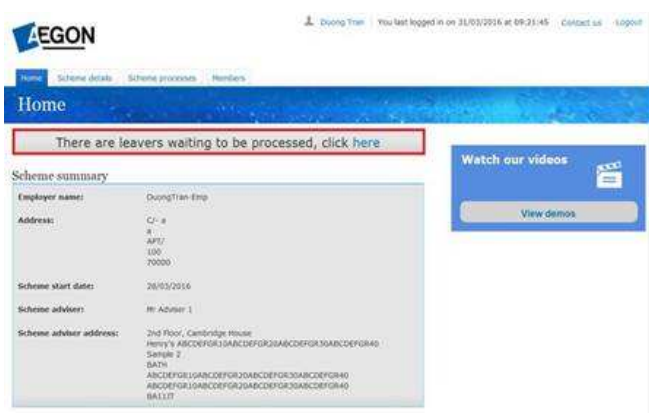 AEGON
Duong Tran You last logged in on 31/03/2016 at 09:21:45 Contact us Logout
Home Scheme details Scheme processes Members
Home
There are leavers waiting to be processed, click here
Watch our videos
View demos
Scheme summary
Employer name: DuongTran-Emp
Address: C/- a
a
APT/
100
70000
Scheme start date: 28/03/2016
Scheme adviser: Mr Adviser 1
Scheme adviser address: 2nd Floor, Cambridge House
Henry's ABCDEFGR10ABCDEFGR20ABCDEFGR30ABCDEFGR40
Sample 2
BATH
ABCDEFGR10ABCDEFGR20ABCDEFGR30ABCDEFGR40
ABCDEFGR10ABCDEFGR20ABCDEFGR30ABCDEFGR40
BA11JT